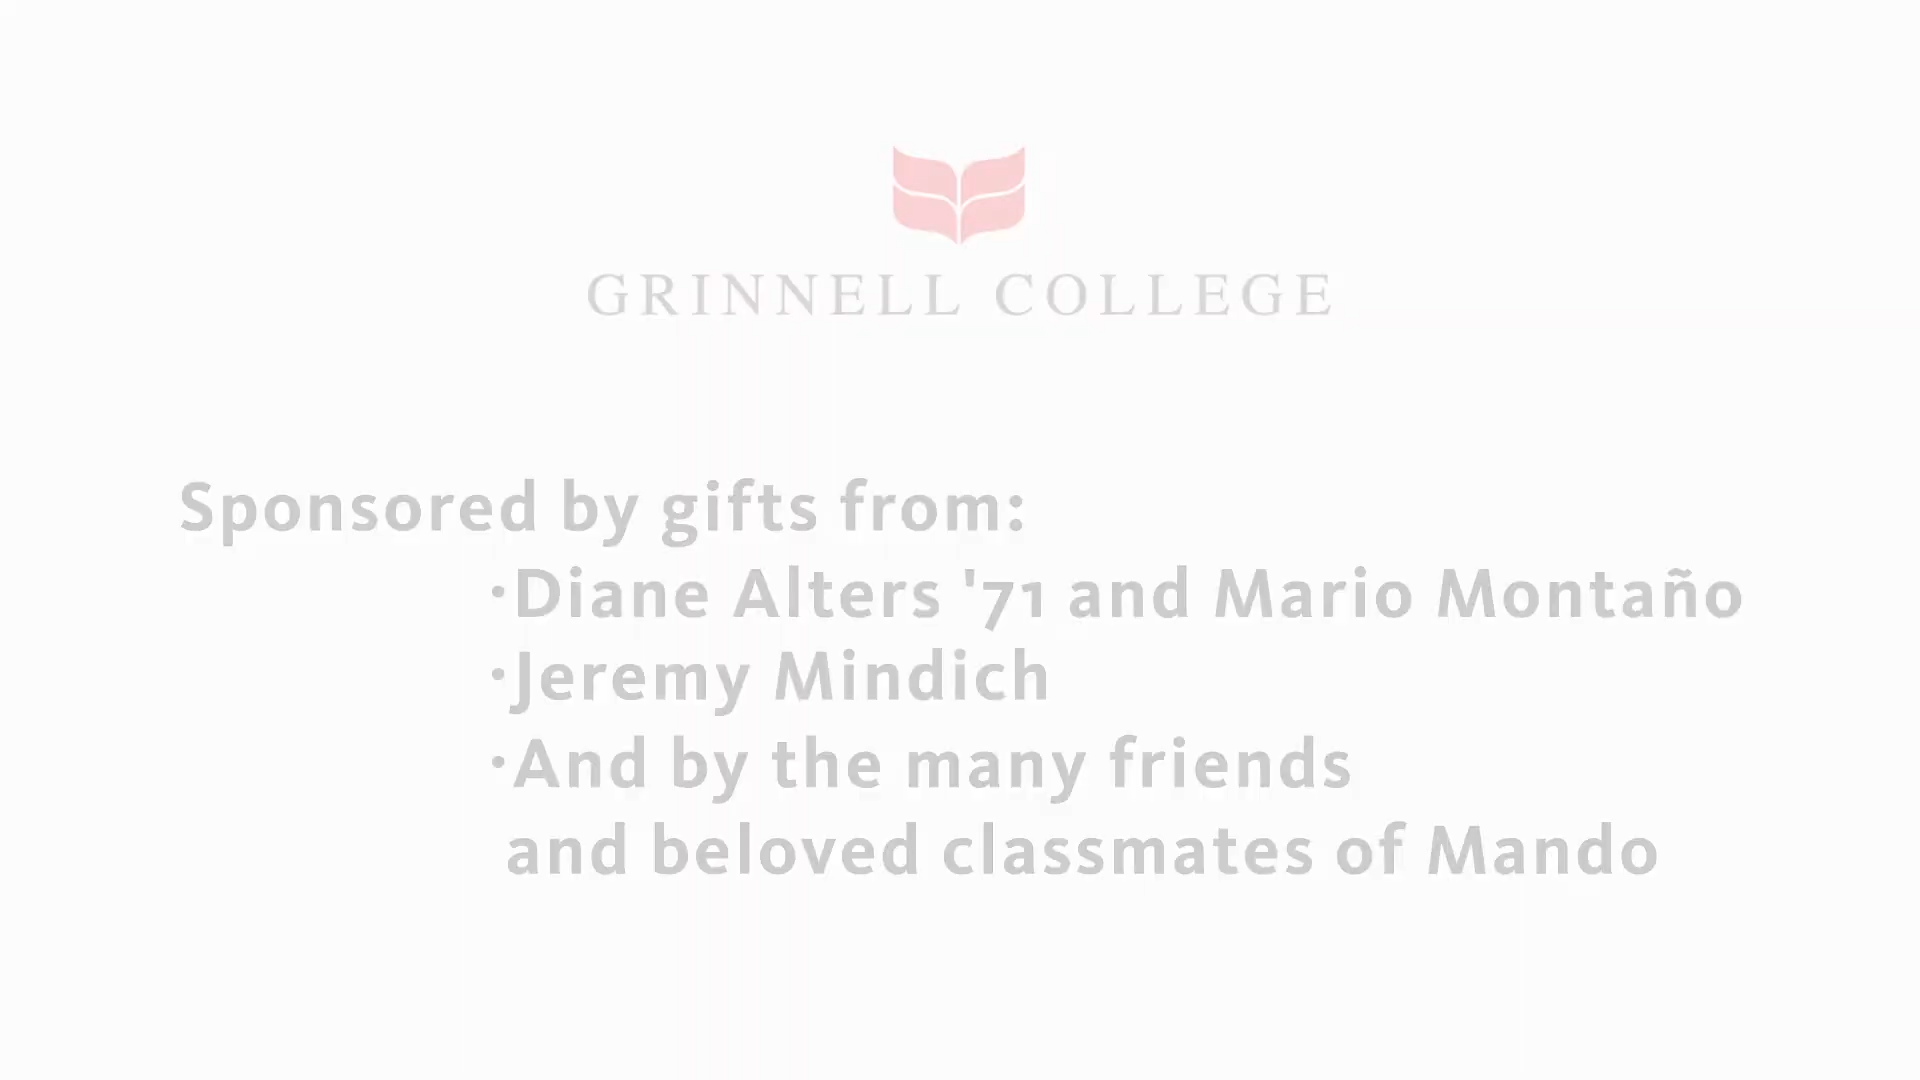 GRINNELL COLLEGE
Sponsored by gifts from:
·Diane Alters '71 and Mario Montaño
·Jeremy Mindich
·And by the many friends
and beloved classmates of Mando